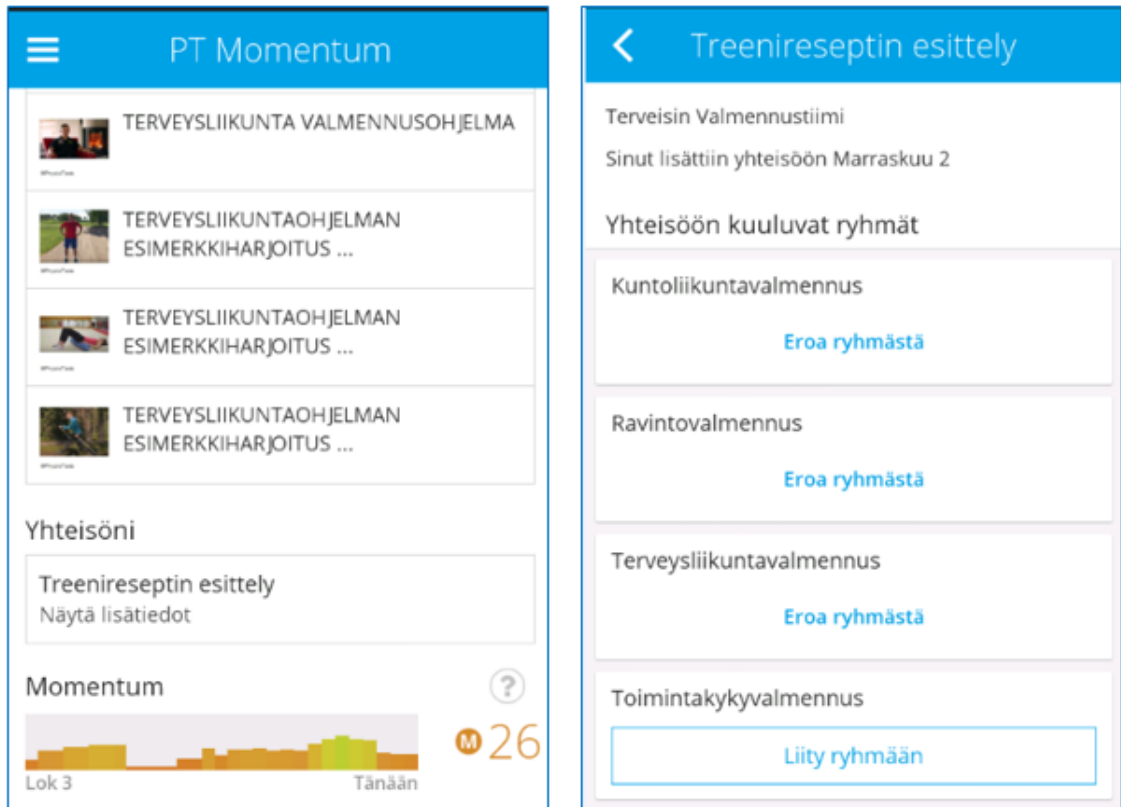 PT Momentum
TERVEYSLIIKUNTA VALMENNUSOHJELMA
TERVEYSLIIKUNTAOHJELMAN
ESIMERKKIHARJOITUS ...
TERVEYSLIIKUNTAOHJELMAN
ESIMERKKIHARJOITUS ...
TERVEYSLIIKUNTAOHJELMAN
ESIMERKKIHARJOITUS ...
Yhteisöni
Treenireseptin esittely
Näytä lisätiedot
Momentum
?
M 26
Lok 3
Tänään
Treenireseptin esittely
Terveisin Valmennustiimi
Sinut lisättiin yhteisöön Marraskuu 2
Yhteisöön kuuluvat ryhmät
Kuntoliikuntavalmennus
Eroa ryhmästä
Ravintovalmennus
Eroa ryhmästä
Terveysliikuntavalmennus
Eroa ryhmästä
Toimintakykyvalmennus
Liity ryhmään